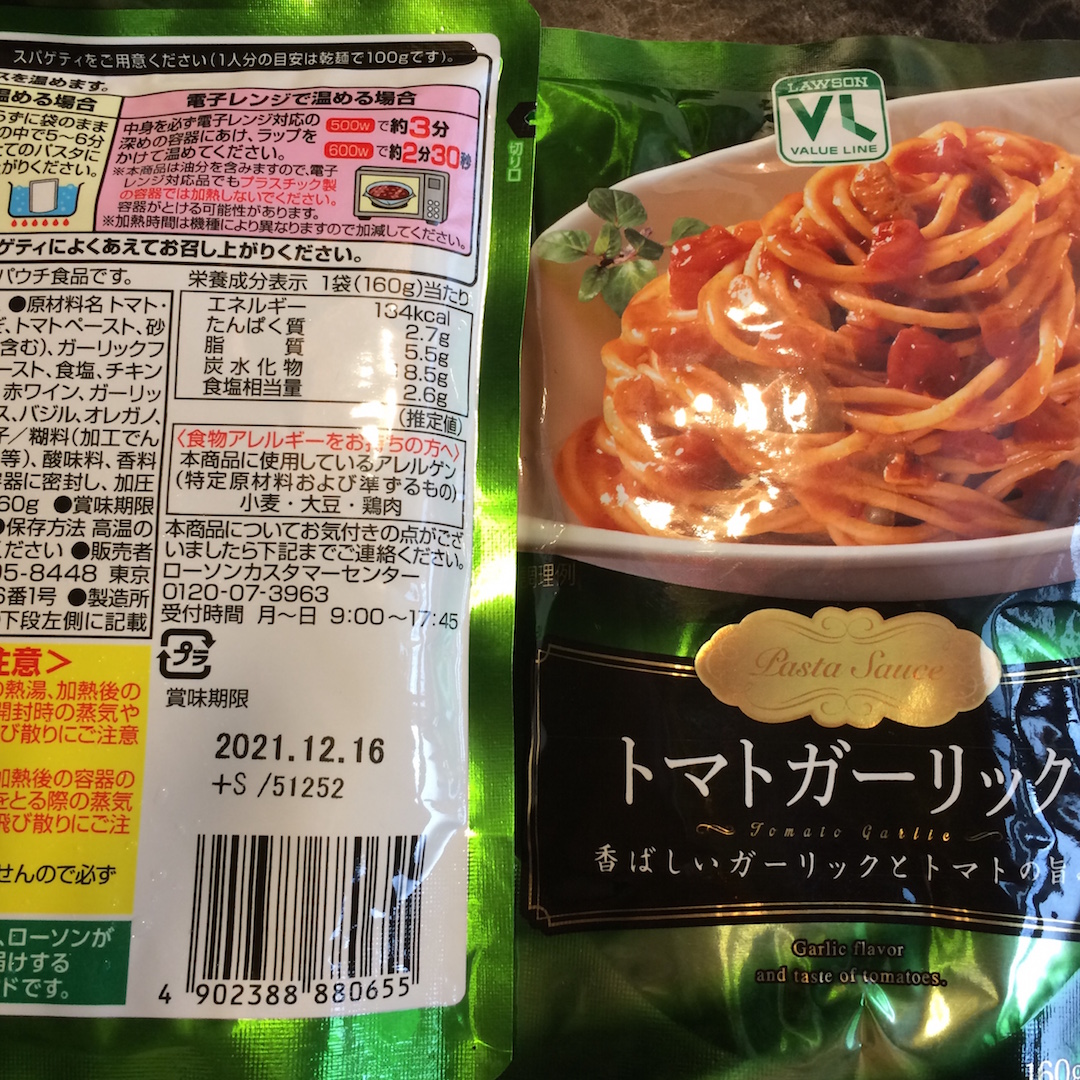 スパゲティをご用意ください(1人分の目安は乾麺で100gです)。
スを温めます。
温める場合
らずに袋のまま
の中で5〜6分
てのパスタに
がりください。
電子レンジで温める場合
中身を必ず電子レンジ対応の
深めの容器にあけ、ラップを
かけて温めてください。
500w で約3分
600w で約2分30秒
※本商品は油分を含みますので、電子
レンジ対応品でもプラスチック製
の容器では加熱しないでください。
容器がとける可能性があります。
※加熱時間は機種により異なりますので加減してください。
ゲティによくあえてお召し上がりください。
切り口
パウチ食品です。
●原材料名 トマト・
ぎ、トマトペースト、砂
含む)、ガーリックフ
ースト、食塩、チキン
赤ワイン、ガーリッ
ス、バジル、オレガノ、
子/糊料(加工でん
等)、酸味料、香料
容器に密封し、加圧
60g ●賞味期限
●保存方法 高温の
ください ●販売者
95-8448 東京
6番1号 ●製造所
下段左側に記載
栄養成分表示 1袋(160g)当たり
エネルギー 134kcal
たんぱく質 2.7g
脂質 5.5g
炭水化物 18.5g
食塩相当量 2.6g
(推定値)
〈食物アレルギーをお持ちの方へ〉
本商品に使用しているアレルゲン
(特定原材料および準ずるもの)
小麦・大豆・鶏肉
本商品についてお気付きの点がござ
いましたら下記までご連絡ください。
ローソンカスタマーセンター
0120-07-3963
受付時間 月〜日 9:00〜17:45
プラ
賞味期限
2021.12.16
+S /51252
注意>
の熱湯、加熱後の
開封時の蒸気や
び散りにご注意
加熱後の容器の
をとる際の蒸気
飛び散りにご注
せんので必ず
、ローソンが
届けする
ドです。
4 902388 880655
LAWSON
VL
VALUE LINE
調理例
Pasta Sauce
トマトガーリック
Tomato Garlic
香ばしいガーリックとトマトの旨
Garlic flavor
and taste of tomatoes.
160g